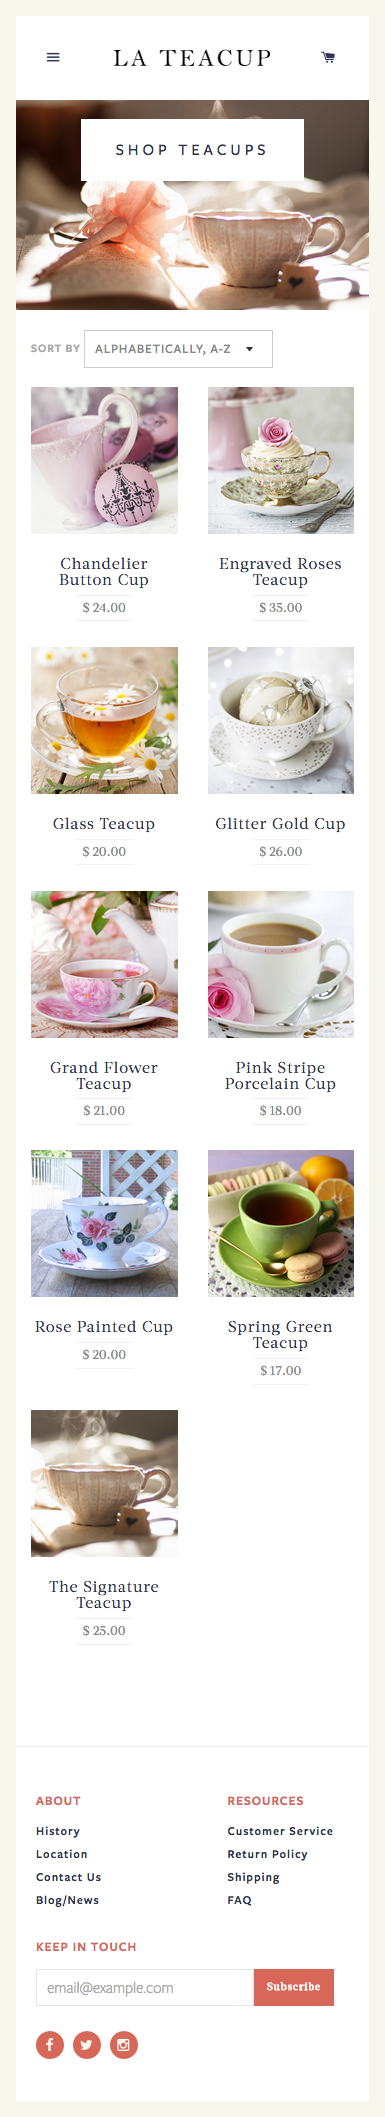 LA TEACUP
SHOP TEACUPS
SORT BY ALPHABETICALLY, A-Z
Chandelier
Button Cup
$ 24.00
Engraved Roses
Teacup
$ 35.00
Glass Teacup
$ 20.00
Glitter Gold Cup
$ 26.00
Grand Flower
Teacup
$ 21.00
Pink Stripe
Porcelain Cup
$ 18.00
Rose Painted Cup
$ 20.00
Spring Green
Teacup
$ 17.00
The Signature
Teacup
$ 25.00
ABOUT
History
Location
Contact Us
Blog/News
RESOURCES
Customer Service
Return Policy
Shipping
FAQ
KEEP IN TOUCH
email@example.com
Subscribe